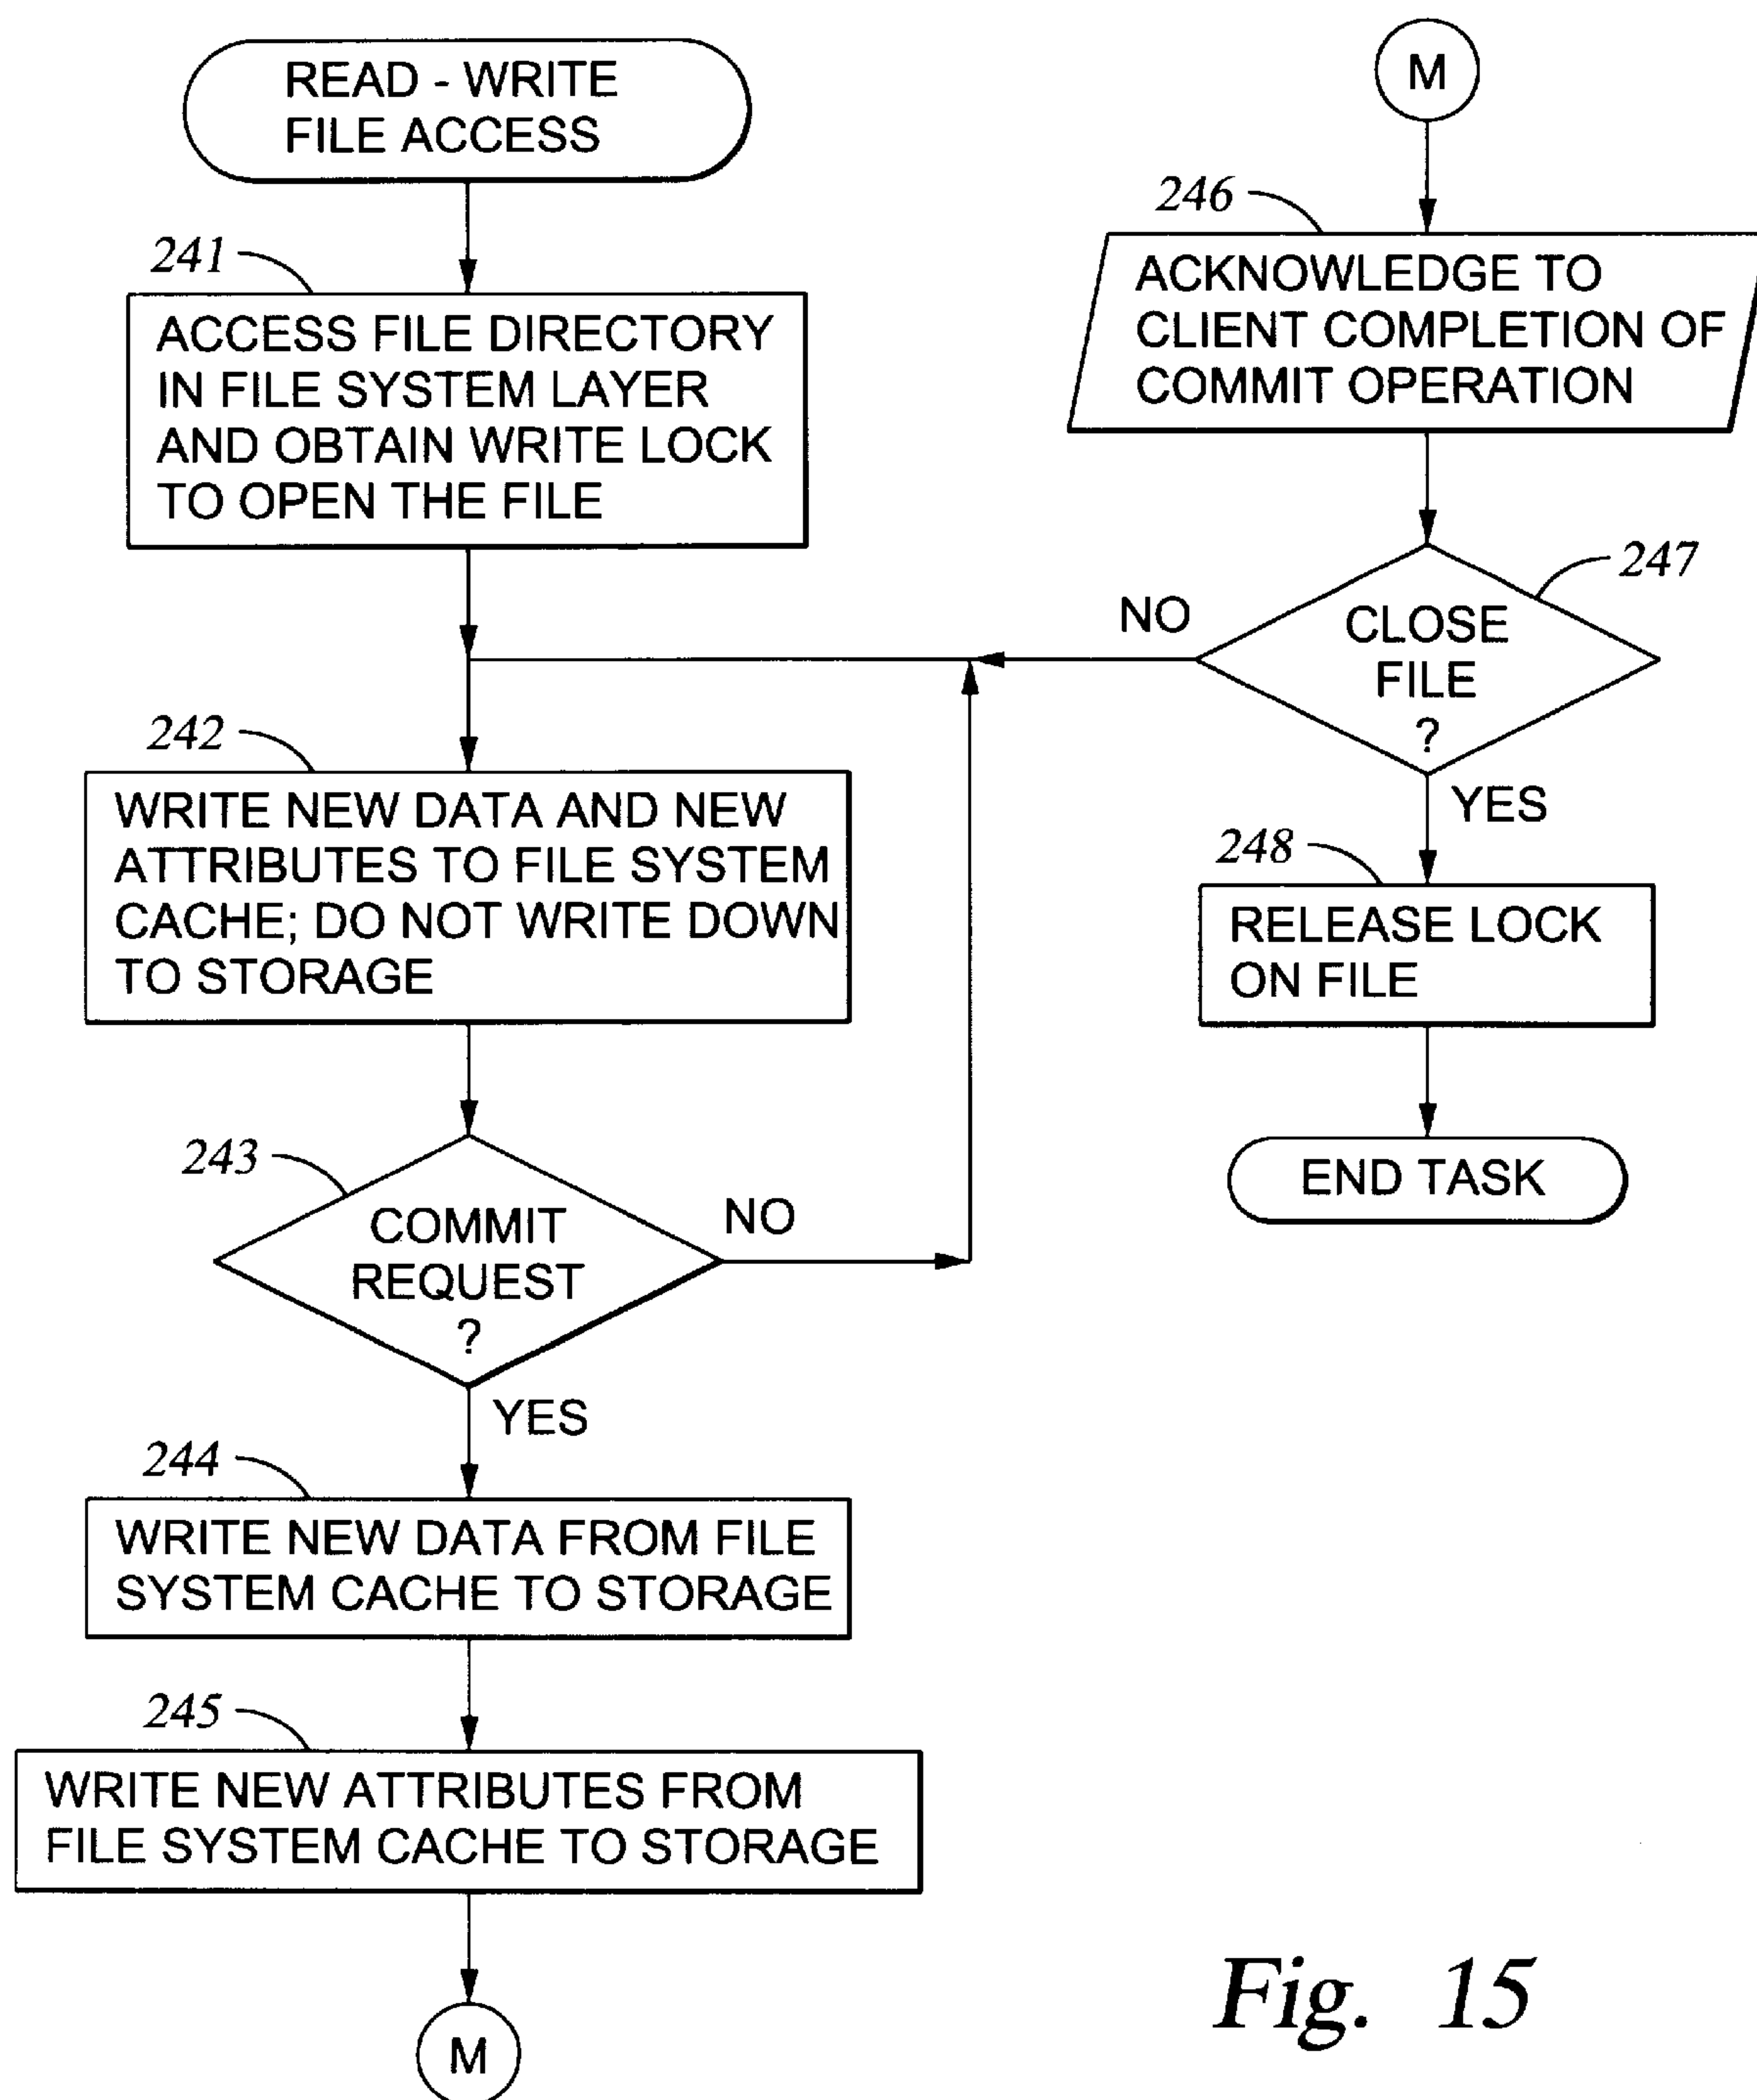 READ - WRITE
FILE ACCESS
241
ACCESS FILE DIRECTORY
IN FILE SYSTEM LAYER
AND OBTAIN WRITE LOCK
TO OPEN THE FILE
242
WRITE NEW DATA AND NEW
ATTRIBUTES TO FILE SYSTEM
CACHE; DO NOT WRITE DOWN
TO STORAGE
243
COMMIT
REQUEST
?
NO
YES
244
WRITE NEW DATA FROM FILE
SYSTEM CACHE TO STORAGE
245
WRITE NEW ATTRIBUTES FROM
FILE SYSTEM CACHE TO STORAGE
M
M
246
ACKNOWLEDGE TO
CLIENT COMPLETION OF
COMMIT OPERATION
247
CLOSE
FILE
?
NO
YES
248
RELEASE LOCK
ON FILE
END TASK
Fig. 15